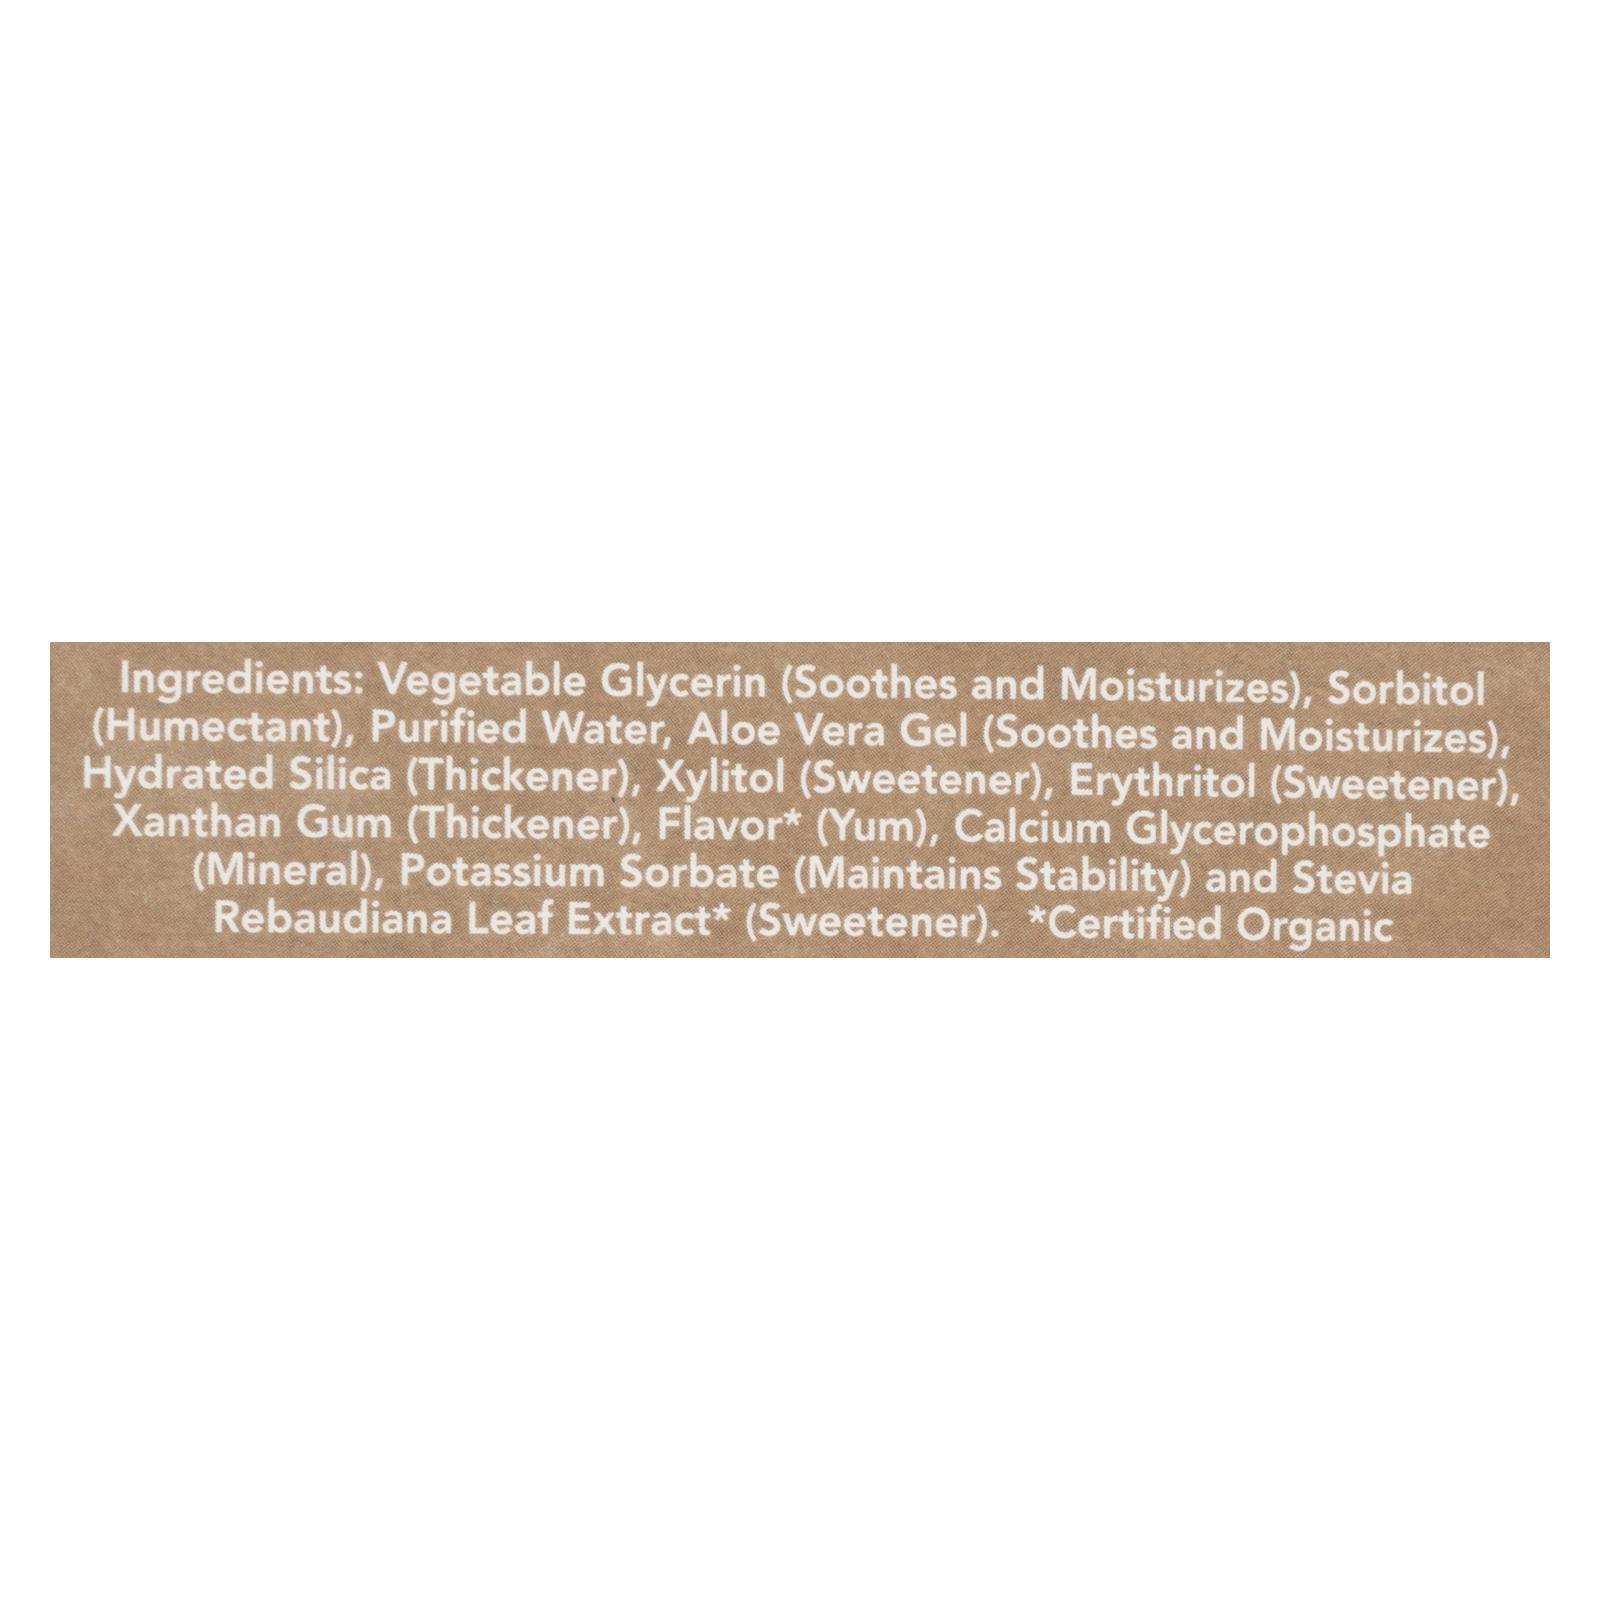 Ingredients: Vegetable Glycerin (Soothes and Moisturizes), Sorbitol
(Humectant), Purified Water, Aloe Vera Gel (Soothes and Moisturizes),
Hydrated Silica (Thickener), Xylitol (Sweetener), Erythritol (Sweetener),
Xanthan Gum (Thickener), Flavor* (Yum), Calcium Glycerophosphate
(Mineral), Potassium Sorbate (Maintains Stability) and Stevia
Rebaudiana Leaf Extract* (Sweetener). *Certified Organic